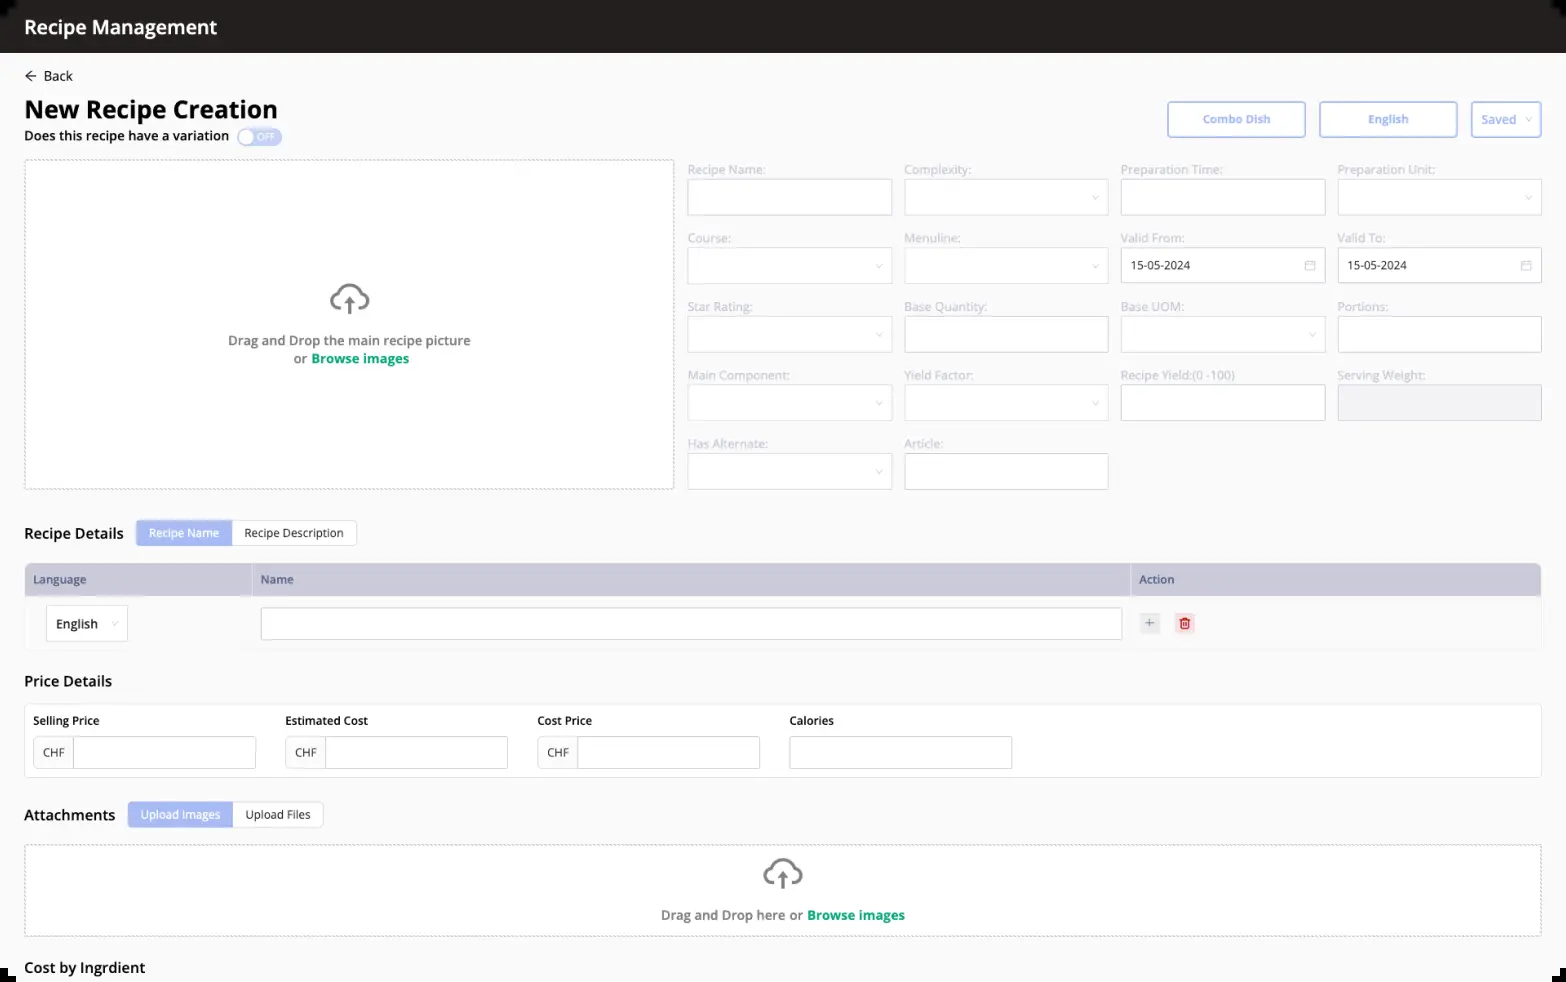 Recipe Management
Back
New Recipe Creation
Does this recipe have a variation OFF
Combo Dish English Saved
Recipe Name: Complexity: Preparation Time: Preparation Unit:
Course: Menuline: Valid From: Valid To:
15-05-2024 15-05-2024
Star Rating: Base Quantity: Base UOM: Portions:
Drag and Drop the main recipe picture
or Browse images
Main Component: Yield Factor: Recipe Yield:(0 -100) Serving Weight:
Has Alternate: Article:
Recipe Details Recipe Name Recipe Description
Language Name Action
English
Price Details
Selling Price Estimated Cost Cost Price Calories
CHF CHF CHF
Attachments Upload Images Upload Files
Drag and Drop here or Browse images
Cost by Ingrdient